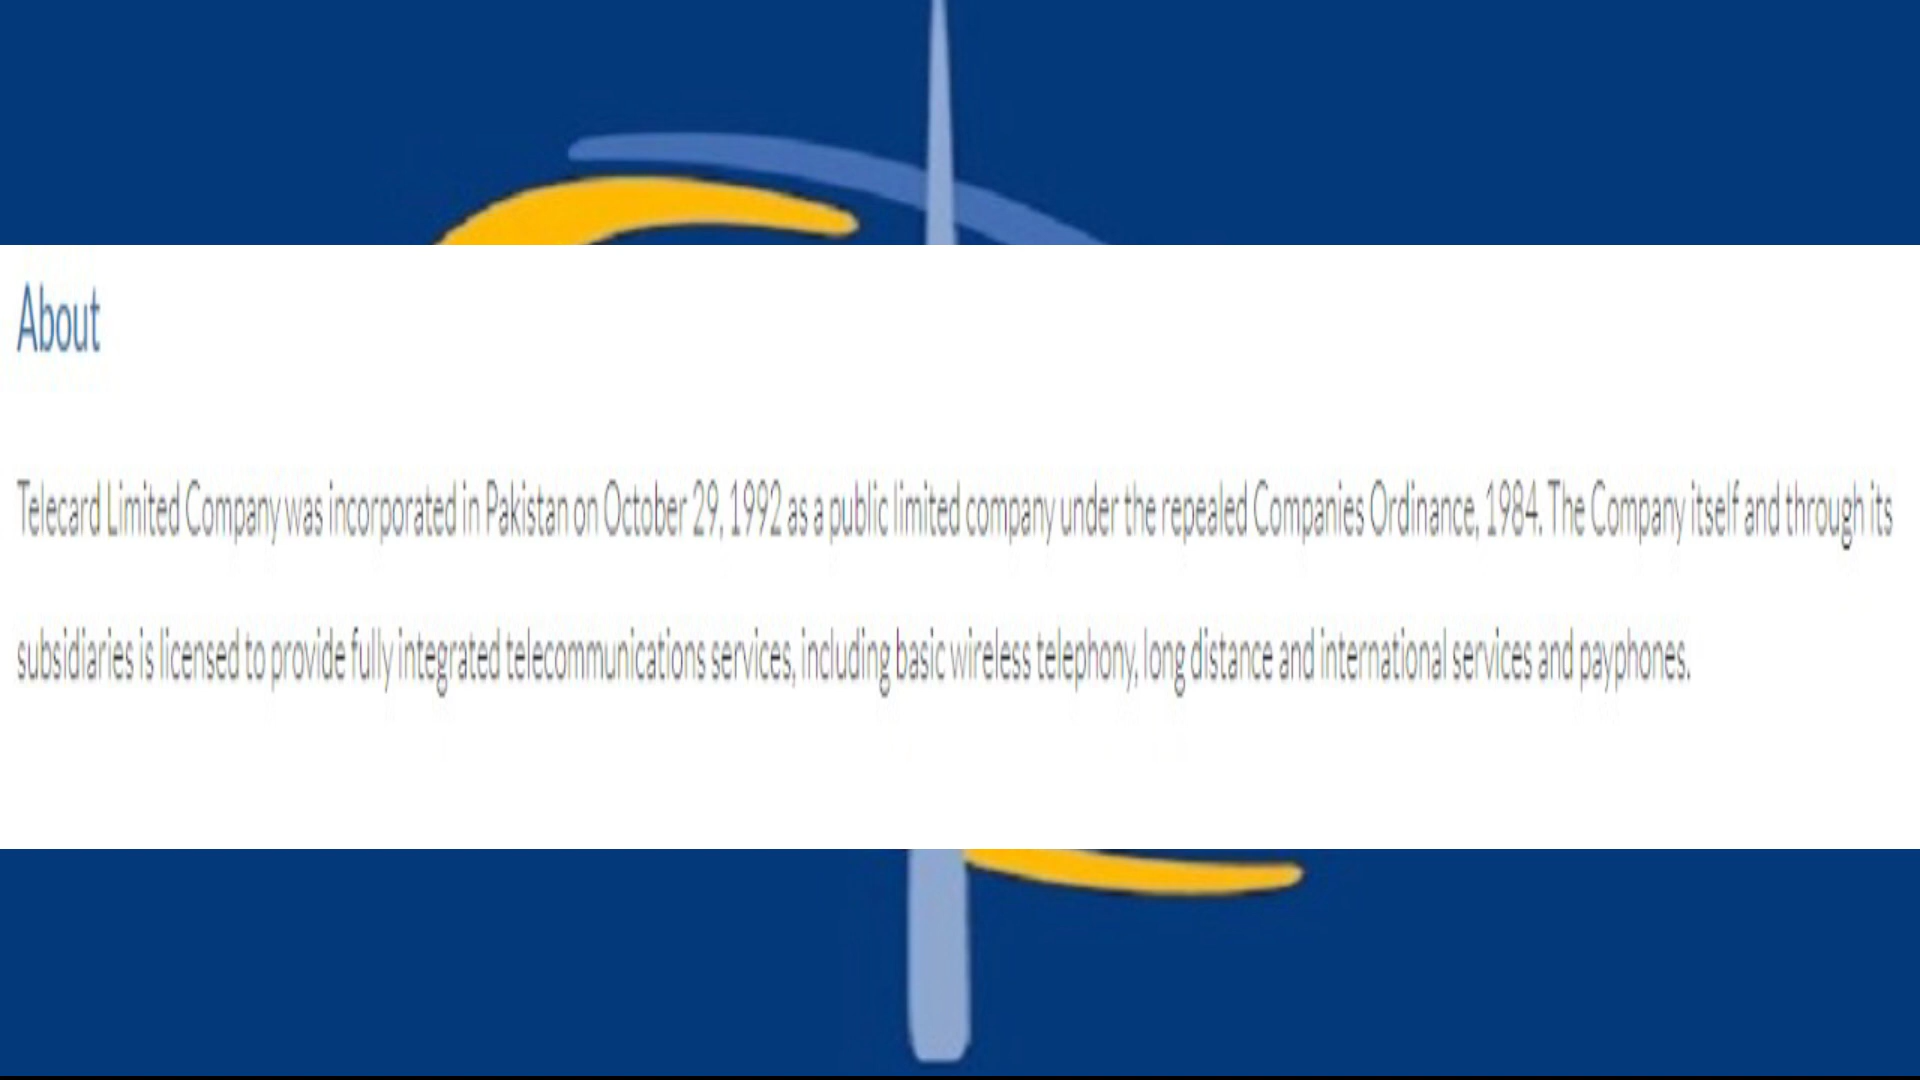 About
Telecard Limited Company was incorporated in Pakistan on October 29, 1992 as a public limited company under the repealed Companies Ordinance, 1984. The Company itself and through its
subsidiaries is licensed to provide fully integrated telecommunications services, including basic wireless telephony, long distance and international services and payphones.